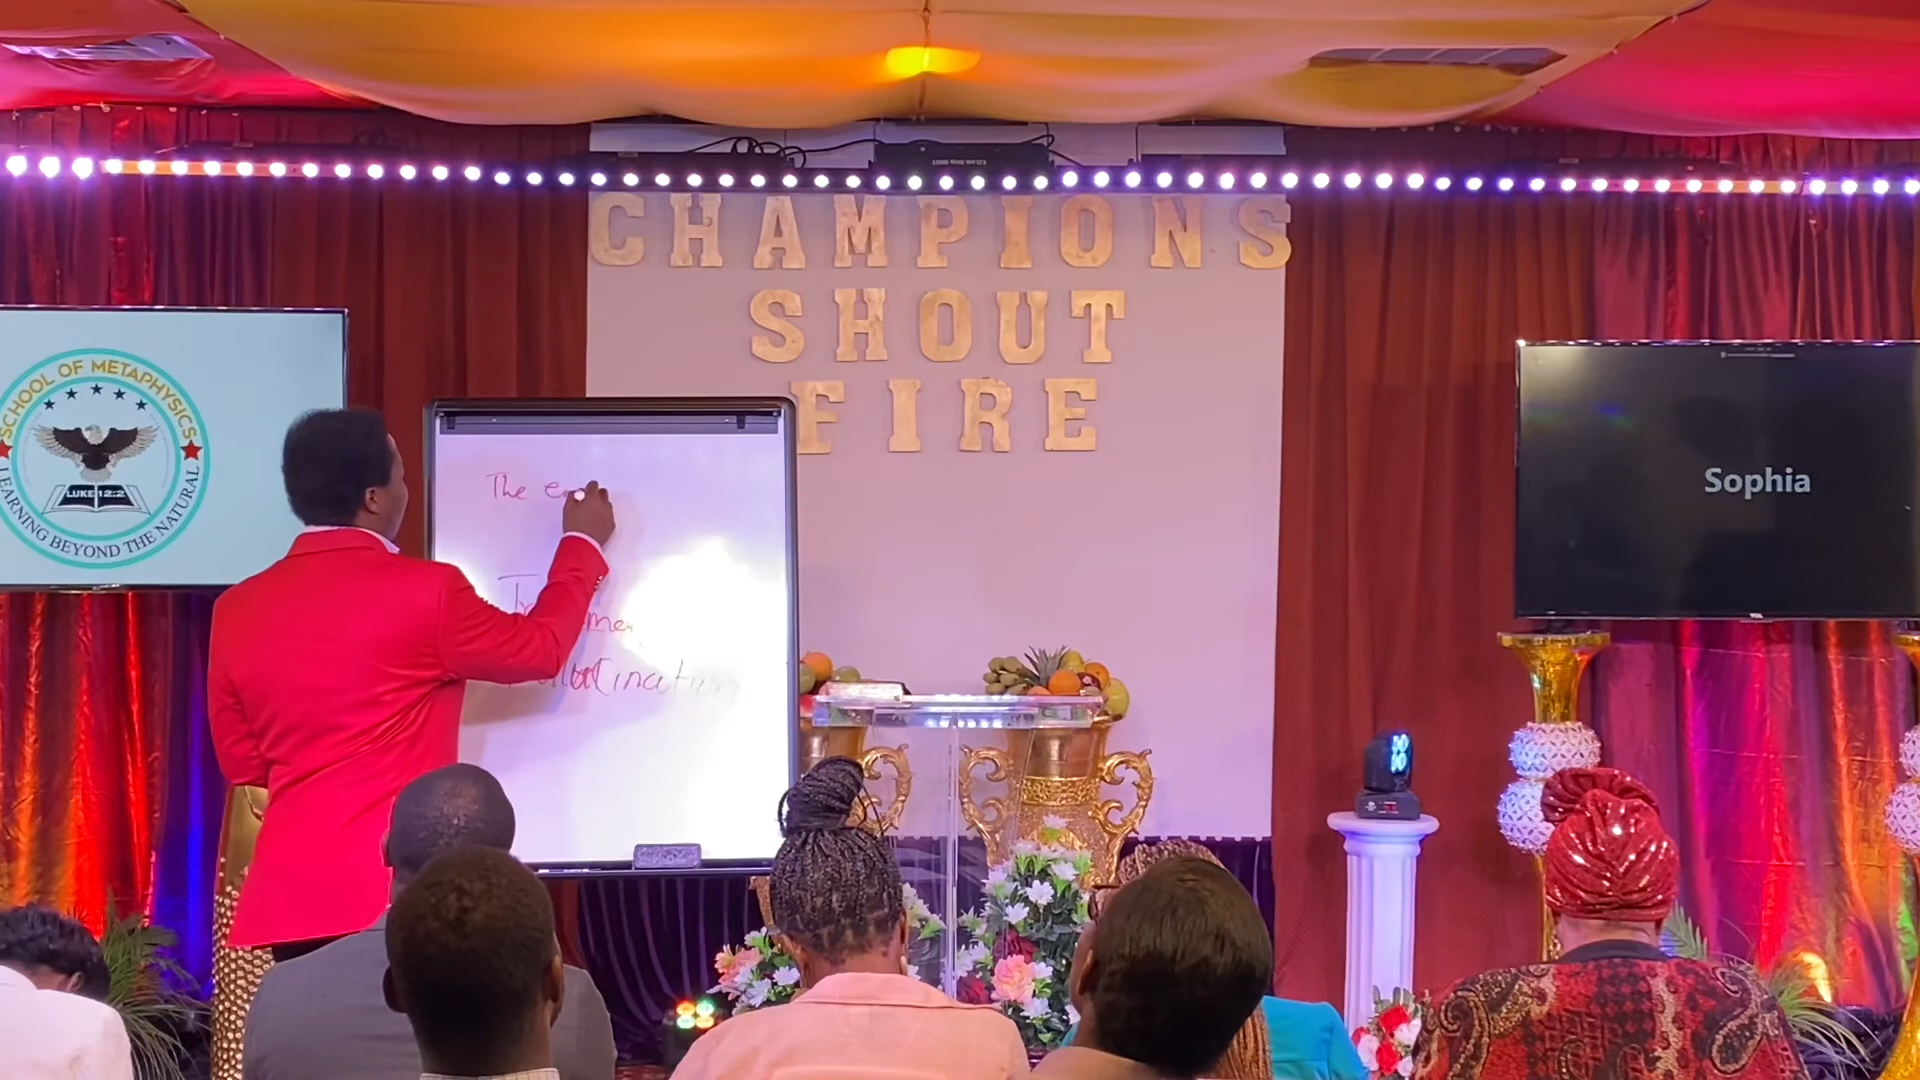 CHAMPIONS
SHOUT
FIRE
SCHOOL OF METAPHYSICS
LUKE 12:2
LEARNING BEYOND THE NATURAL
The
Sophia